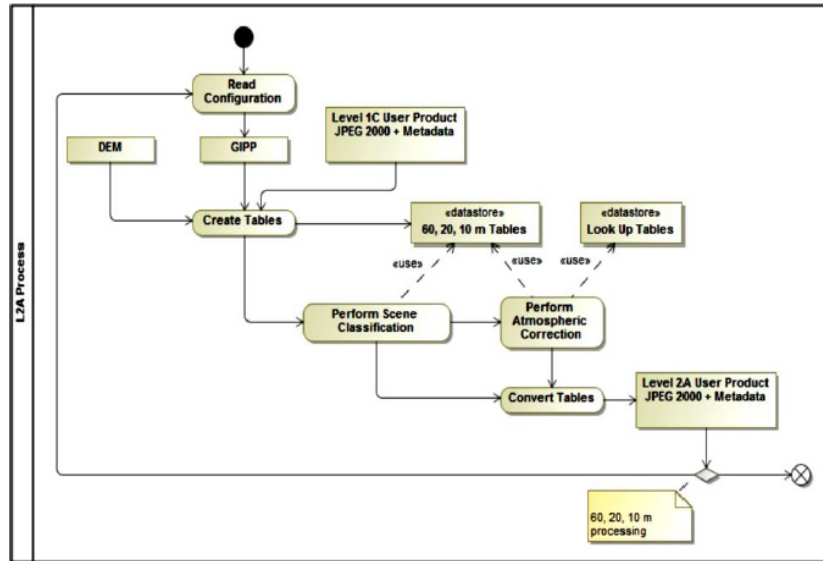 L2A Process
Read
Configuration
Level 1C User Product
JPEG 2000 + Metadata
DEM
GIPP
Create Tables
«datastore»
60, 20, 10 m Tables
«datastore»
Look Up Tables
«use»
«use»
«use»
Perform Scene
Classification
Perform
Atmospheric
Correction
Convert Tables
Level 2A User Product
JPEG 2000 + Metadata
60, 20, 10 m
processing